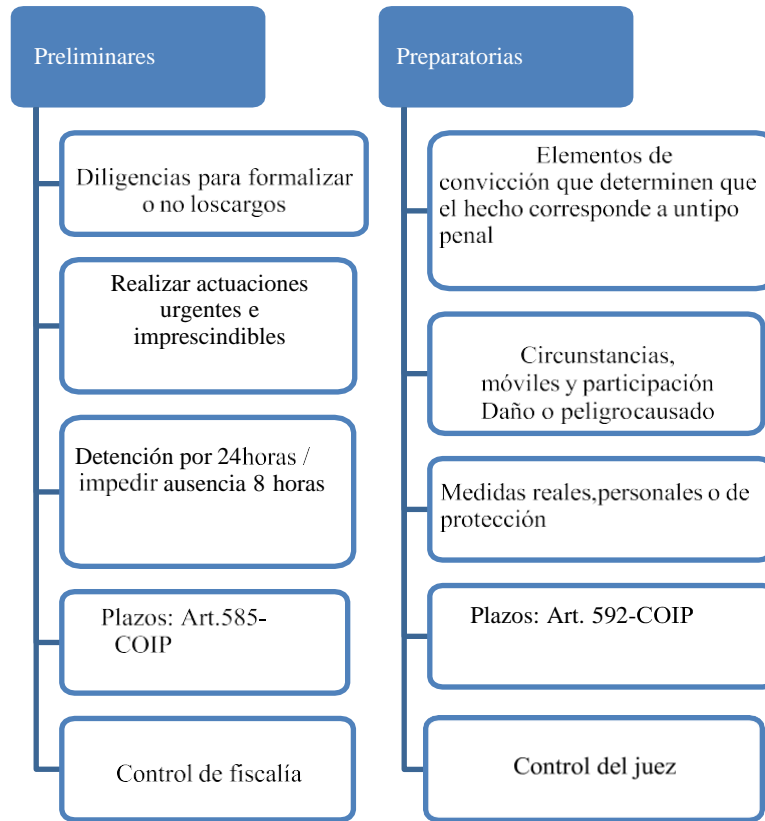 Preliminares
Diligencias para formalizar
o no loscargos
Realizar actuaciones
urgentes e
imprescindibles
Detención por 24horas /
impedir ausencia 8 horas
Plazos: Art.585-
COIP
Control de fiscalía
Preparatorias
Elementos de
convicción que determinen que
el hecho corresponde a untipo
penal
Circunstancias,
móviles y participación
Daño o peligrocausado
Medidas reales,personales o de
protección
Plazos: Art. 592-COIP
Control del juez